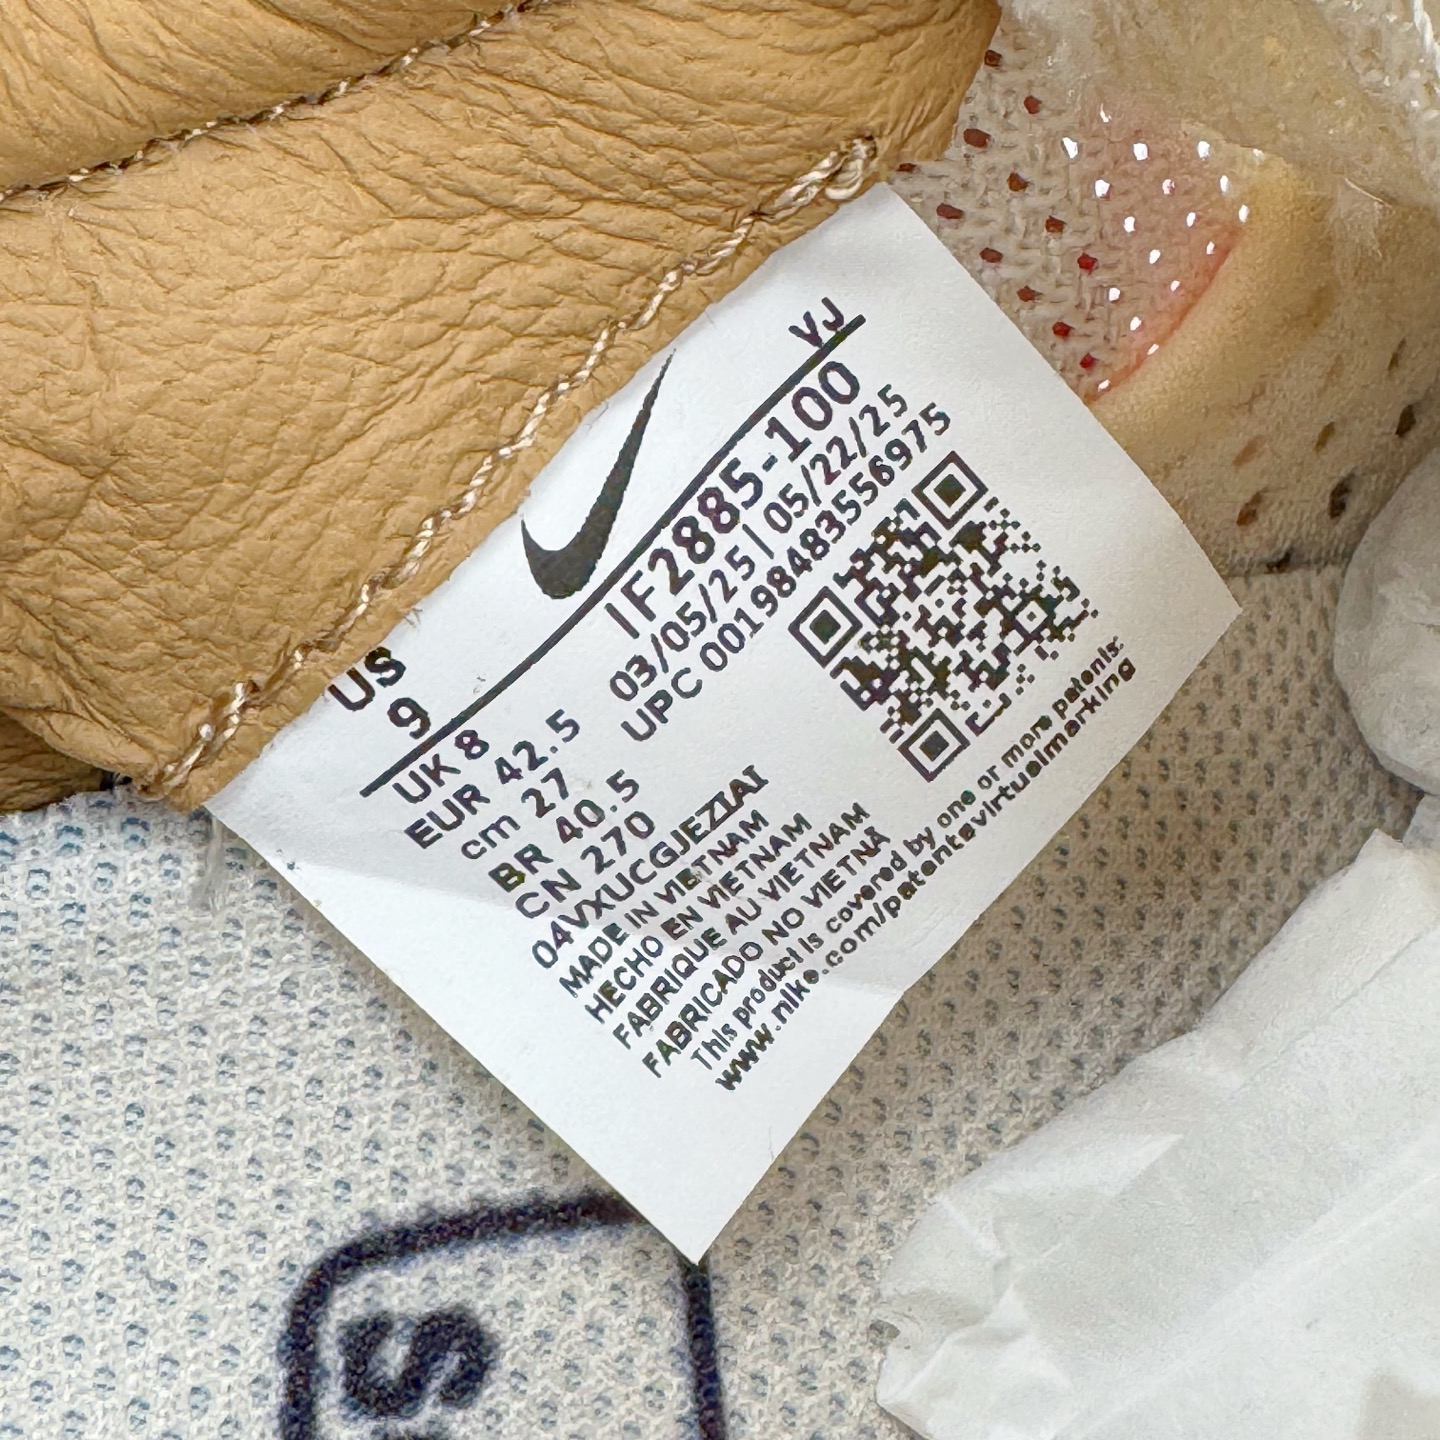 VJ
US
9
IF2885-100
03/05/25 | 05/22/25
UPC 00198483556975
UK 8
EUR 42.5
cm 27
BR 40.5
CN 270
04VXUCGJEZIAI
MADE IN VIETNAM
HECHO EN VIETNAM
FABRIQUE AU VIETNAM
FABRICADO NO VIETNÃ
This product is covered by one or more patents:
www.nike.com/patentsvirtualmarking
S